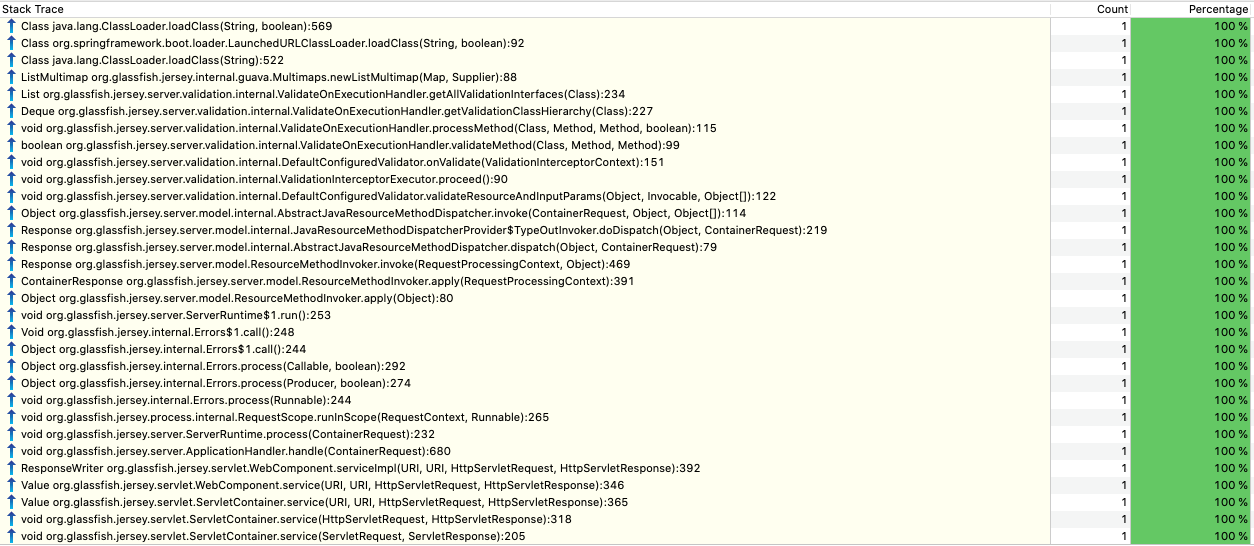 Stack Trace Count Percentage
Class java.lang.ClassLoader.loadClass(String, boolean):569 1 100 %
Class org.springframework.boot.loader.LaunchedURLClassLoader.loadClass(String, boolean):92 1 100 %
Class java.lang.ClassLoader.loadClass(String):522 1 100 %
ListMultimap org.glassfish.jersey.internal.guava.Multimaps.newListMultimap(Map, Supplier):88 1 100 %
List org.glassfish.jersey.server.validation.internal.ValidateOnExecutionHandler.getAllValidationInterfaces(Class):234 1 100 %
Deque org.glassfish.jersey.server.validation.internal.ValidateOnExecutionHandler.getValidationClassHierarchy(Class):227 1 100 %
void org.glassfish.jersey.server.validation.internal.ValidateOnExecutionHandler.processMethod(Class, Method, Method, boolean):115 1 100 %
boolean org.glassfish.jersey.server.validation.internal.ValidateOnExecutionHandler.validateMethod(Class, Method, Method):99 1 100 %
void org.glassfish.jersey.server.validation.internal.DefaultConfiguredValidator.onValidate(ValidationInterceptorContext):151 1 100 %
void org.glassfish.jersey.server.validation.internal.ValidationInterceptorExecutor.proceed():90 1 100 %
void org.glassfish.jersey.server.validation.internal.DefaultConfiguredValidator.validateResourceAndInputParams(Object, Invocable, Object[]):122 1 100 %
Object org.glassfish.jersey.server.model.internal.AbstractJavaResourceMethodDispatcher.invoke(ContainerRequest, Object, Object[]):114 1 100 %
Response org.glassfish.jersey.server.model.internal.JavaResourceMethodDispatcherProvider$TypeOutInvoker.doDispatch(Object, ContainerRequest):219 1 100 %
Response org.glassfish.jersey.server.model.internal.AbstractJavaResourceMethodDispatcher.dispatch(Object, ContainerRequest):79 1 100 %
Response org.glassfish.jersey.server.model.ResourceMethodInvoker.invoke(RequestProcessingContext, Object):469 1 100 %
ContainerResponse org.glassfish.jersey.server.model.ResourceMethodInvoker.apply(RequestProcessingContext):391 1 100 %
Object org.glassfish.jersey.server.model.ResourceMethodInvoker.apply(Object):80 1 100 %
void org.glassfish.jersey.server.ServerRuntime$1.run():253 1 100 %
Void org.glassfish.jersey.internal.Errors$1.call():248 1 100 %
Object org.glassfish.jersey.internal.Errors$1.call():244 1 100 %
Object org.glassfish.jersey.internal.Errors.process(Callable, boolean):292 1 100 %
Object org.glassfish.jersey.internal.Errors.process(Producer, boolean):274 1 100 %
void org.glassfish.jersey.internal.Errors.process(Runnable):244 1 100 %
void org.glassfish.jersey.process.internal.RequestScope.runInScope(RequestContext, Runnable):265 1 100 %
void org.glassfish.jersey.server.ServerRuntime.process(ContainerRequest):232 1 100 %
void org.glassfish.jersey.server.ApplicationHandler.handle(ContainerRequest):680 1 100 %
ResponseWriter org.glassfish.jersey.servlet.WebComponent.serviceImpl(URI, URI, HttpServletRequest, HttpServletResponse):392 1 100 %
Value org.glassfish.jersey.servlet.WebComponent.service(URI, URI, HttpServletRequest, HttpServletResponse):346 1 100 %
Value org.glassfish.jersey.servlet.ServletContainer.service(URI, URI, HttpServletRequest, HttpServletResponse):365 1 100 %
void org.glassfish.jersey.servlet.ServletContainer.service(HttpServletRequest, HttpServletResponse):318 1 100 %
void org.glassfish.jersey.servlet.ServletContainer.service(ServletRequest, ServletResponse):205 1 100 %